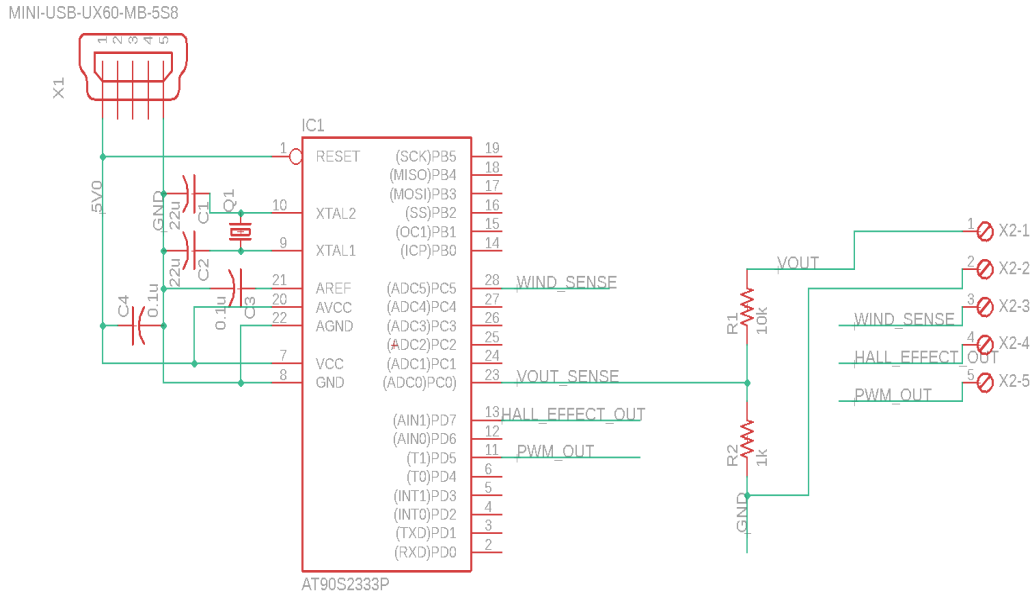 MINI-USB-UX60-MB-5S8
1 2 3 4 5
X1
5V0
GND
C1
22u
C2
22u
Q1
C3
0.1u
C4
0.1u
IC1
1 RESET
10 XTAL2
9 XTAL1
21 AREF
20 AVCC
22 AGND
7 VCC
8 GND
(SCK)PB5 19
(MISO)PB4 18
(MOSI)PB3 17
(SS)PB2 16
(OC1)PB1 15
(ICP)PB0 14
(ADC5)PC5 28 WIND_SENSE
(ADC4)PC4 27
(ADC3)PC3 26
(ADC2)PC2 25
(ADC1)PC1 24
(ADC0)PC0) 23 VOUT_SENSE
(AIN1)PD7 13 HALL_EFFECT_OUT
(AIN0)PD6 12
(T1)PD5 11 PWM_OUT
(T0)PD4 6
(INT1)PD3 5
(INT0)PD2 4
(TXD)PD1 3
(RXD)PD0 2
AT90S2333P
VOUT
R1
10k
R2
1k
GND
1 X2-1
2 X2-2
WIND_SENSE 3 X2-3
HALL_EFFECT_OUT 4 X2-4
PWM_OUT 5 X2-5